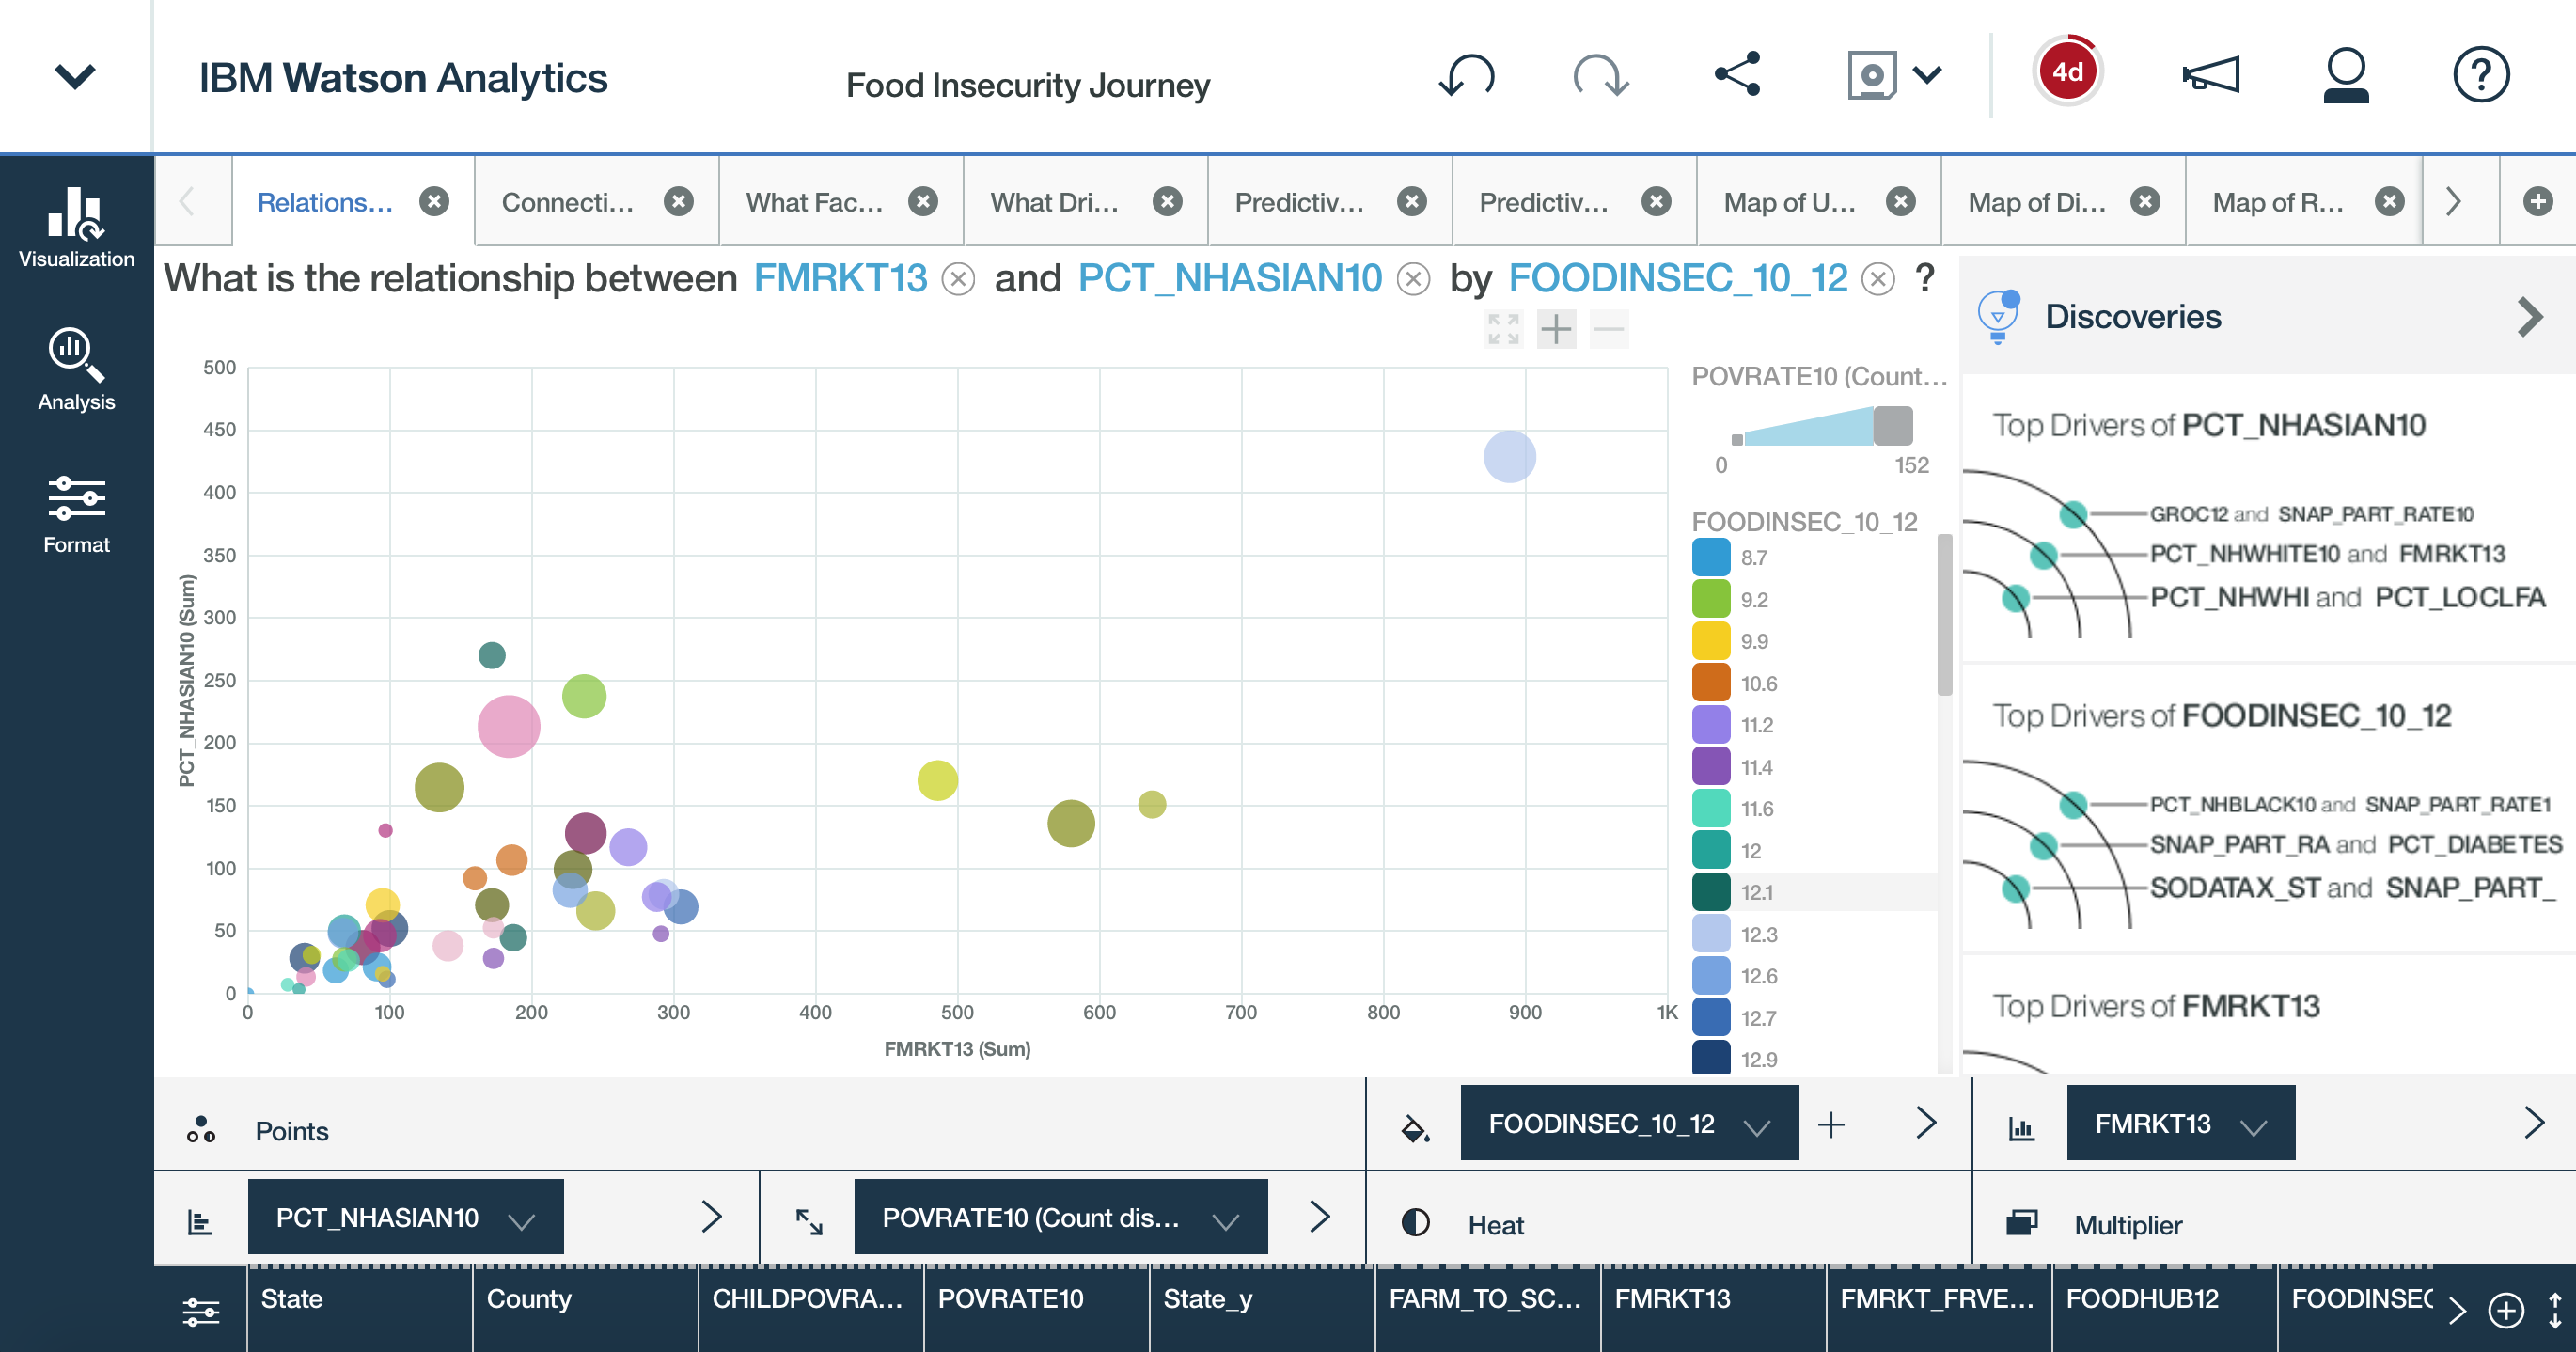 IBM Watson Analytics
Food Insecurity Journey
4d
?
Visualization
Analysis
Format
Relations...
Connecti...
What Fac...
What Dri...
Predictiv...
Predictiv...
Map of U...
Map of Di...
Map of R...
What is the relationship between FMRKT13 and PCT_NHASIAN10 by FOODINSEC_10_12 ?
PCT_NHASIAN10 (Sum)
500
450
400
350
300
250
200
150
100
50
0
0 100 200 300 400 500 600 700 800 900 1K
FMRKT13 (Sum)
POVRATE10 (Count...
0 152
FOODINSEC_10_12
8.7
9.2
9.9
10.6
11.2
11.4
11.6
12
12.1
12.3
12.6
12.7
12.9
Discoveries
Top Drivers of PCT_NHASIAN10
GROC12 and SNAP_PART_RATE10
PCT_NHWHITE10 and FMRKT13
PCT_NHWHI and PCT_LOCLFA
Top Drivers of FOODINSEC_10_12
PCT_NHBLACK10 and SNAP_PART_RATE1
SNAP_PART_RA and PCT_DIABETES
SODATAX_ST and SNAP_PART_
Top Drivers of FMRKT13
Points
FOODINSEC_10_12
FMRKT13
PCT_NHASIAN10
POVRATE10 (Count dis...
Heat
Multiplier
State
County
CHILDPOVRA...
POVRATE10
State_y
FARM_TO_SC...
FMRKT13
FMRKT_FRVE...
FOODHUB12
FOODINSEC